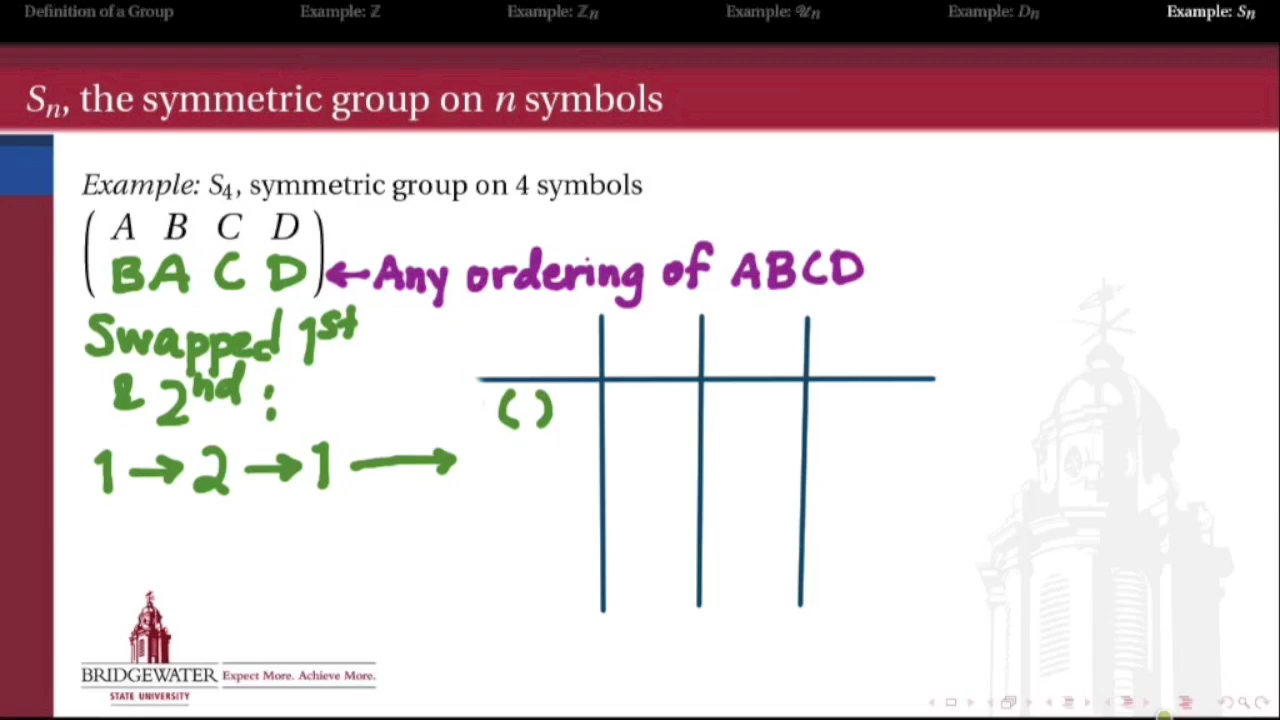 Definition of a Group Example: ℤ Example: ℤn Example: 𝒰n Example: Dn Example: Sn
Sn, the symmetric group on n symbols
Example: S4, symmetric group on 4 symbols
( A B C D )
( B A C D ) ← Any ordering of ABCD
Swapped 1st
& 2nd :
1 → 2 → 1 →
( )
BRIDGEWATER
STATE UNIVERSITY
Expect More. Achieve More.